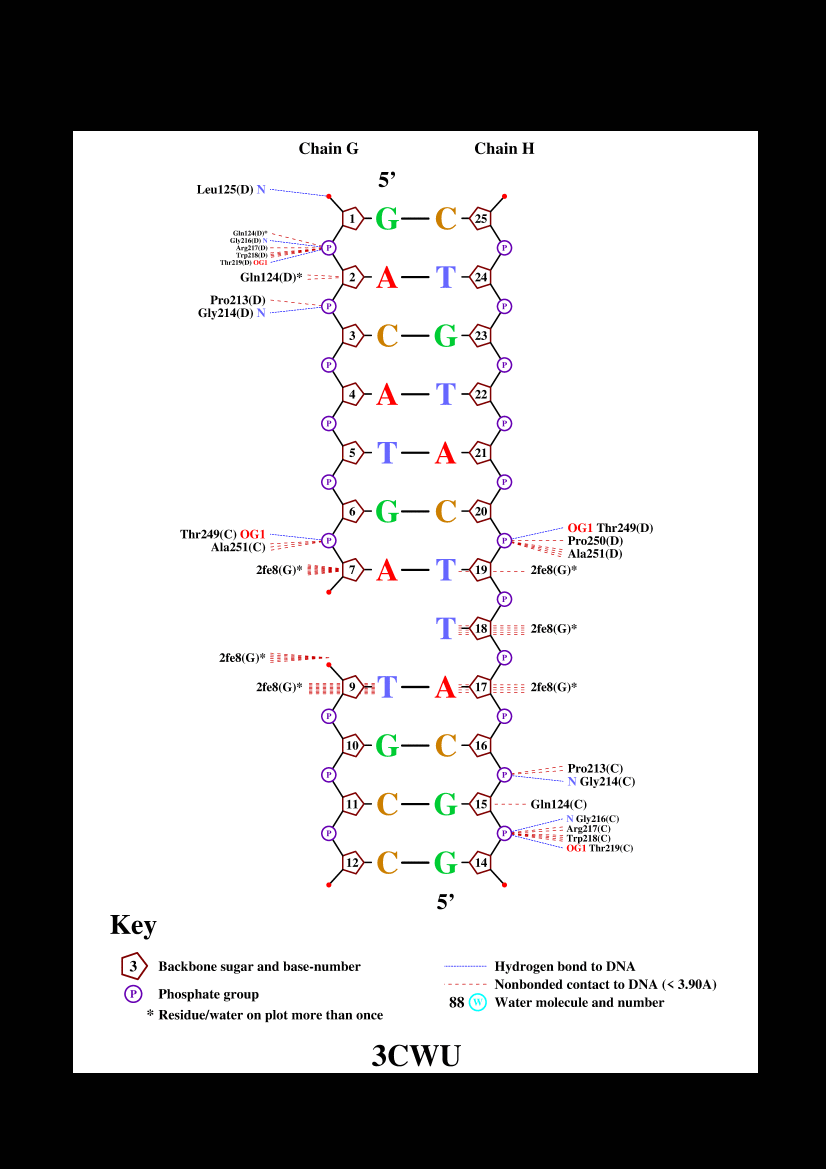 Chain G Chain H
5’
Leu125(D) N
1 G C 25
Gln124(D)*
Gly216(D) N
Arg217(D)
Trp218(D)
Thr219(D) OG1
P P
Gln124(D)* 2 A T 24
Pro213(D)
Gly214(D) N
P P
3 C G 23
P P
4 A T 22
P P
5 T A 21
P P
6 G C 20
Thr249(C) OG1
Ala251(C)
P P
OG1 Thr249(D)
Pro250(D)
Ala251(D)
2fe8(G)* 7 A T 19 2fe8(G)*
P
T 18 2fe8(G)*
2fe8(G)* P
2fe8(G)* 9 T A 17 2fe8(G)*
P P
10 G C 16
P P
Pro213(C)
N Gly214(C)
11 C G 15 Gln124(C)
P P
N Gly216(C)
Arg217(C)
Trp218(C)
OG1 Thr219(C)
12 C G 14
5’
Key
3 Backbone sugar and base-number
P Phosphate group
* Residue/water on plot more than once
Hydrogen bond to DNA
Nonbonded contact to DNA (< 3.90A)
88 W Water molecule and number
3CWU